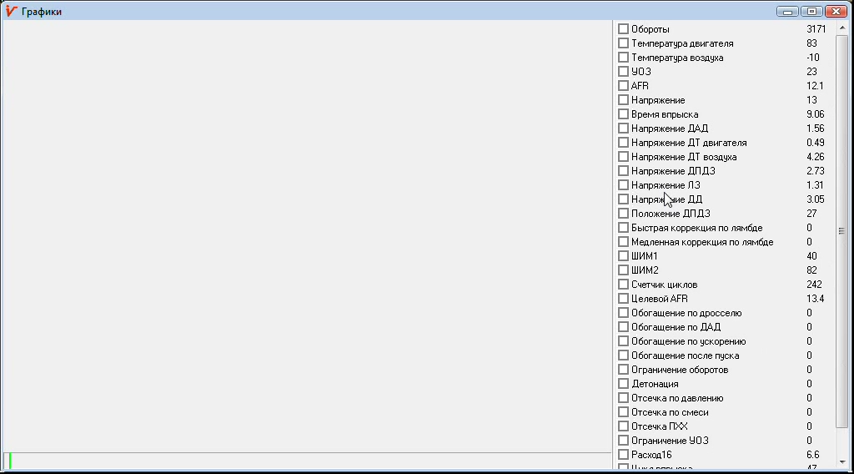 Графики
Обороты 3171
Температура двигателя 83
Температура воздуха -10
УОЗ 23
AFR 12.1
Напряжение 13
Время впрыска 9.06
Напряжение ДАД 1.56
Напряжение ДТ двигателя 0.49
Напряжение ДТ воздуха 4.26
Напряжение ДПДЗ 2.73
Напряжение ЛЗ 1.31
Напряжение ДД 3.05
Положение ДПДЗ 27
Быстрая коррекция по лямбде 0
Медленная коррекция по лямбде 0
ШИМ1 40
ШИМ2 82
Счетчик циклов 242
Целевой AFR 13.4
Обогащение по дросселю 0
Обогащение по ДАД 0
Обогащение по ускорению 0
Обогащение после пуска 0
Ограничение оборотов 0
Детонация 0
Отсечка по давлению 0
Отсечка по смеси 0
Отсечка ПХХ 0
Ограничение УОЗ 0
Расход16 6.6
Цикл впрыска 47